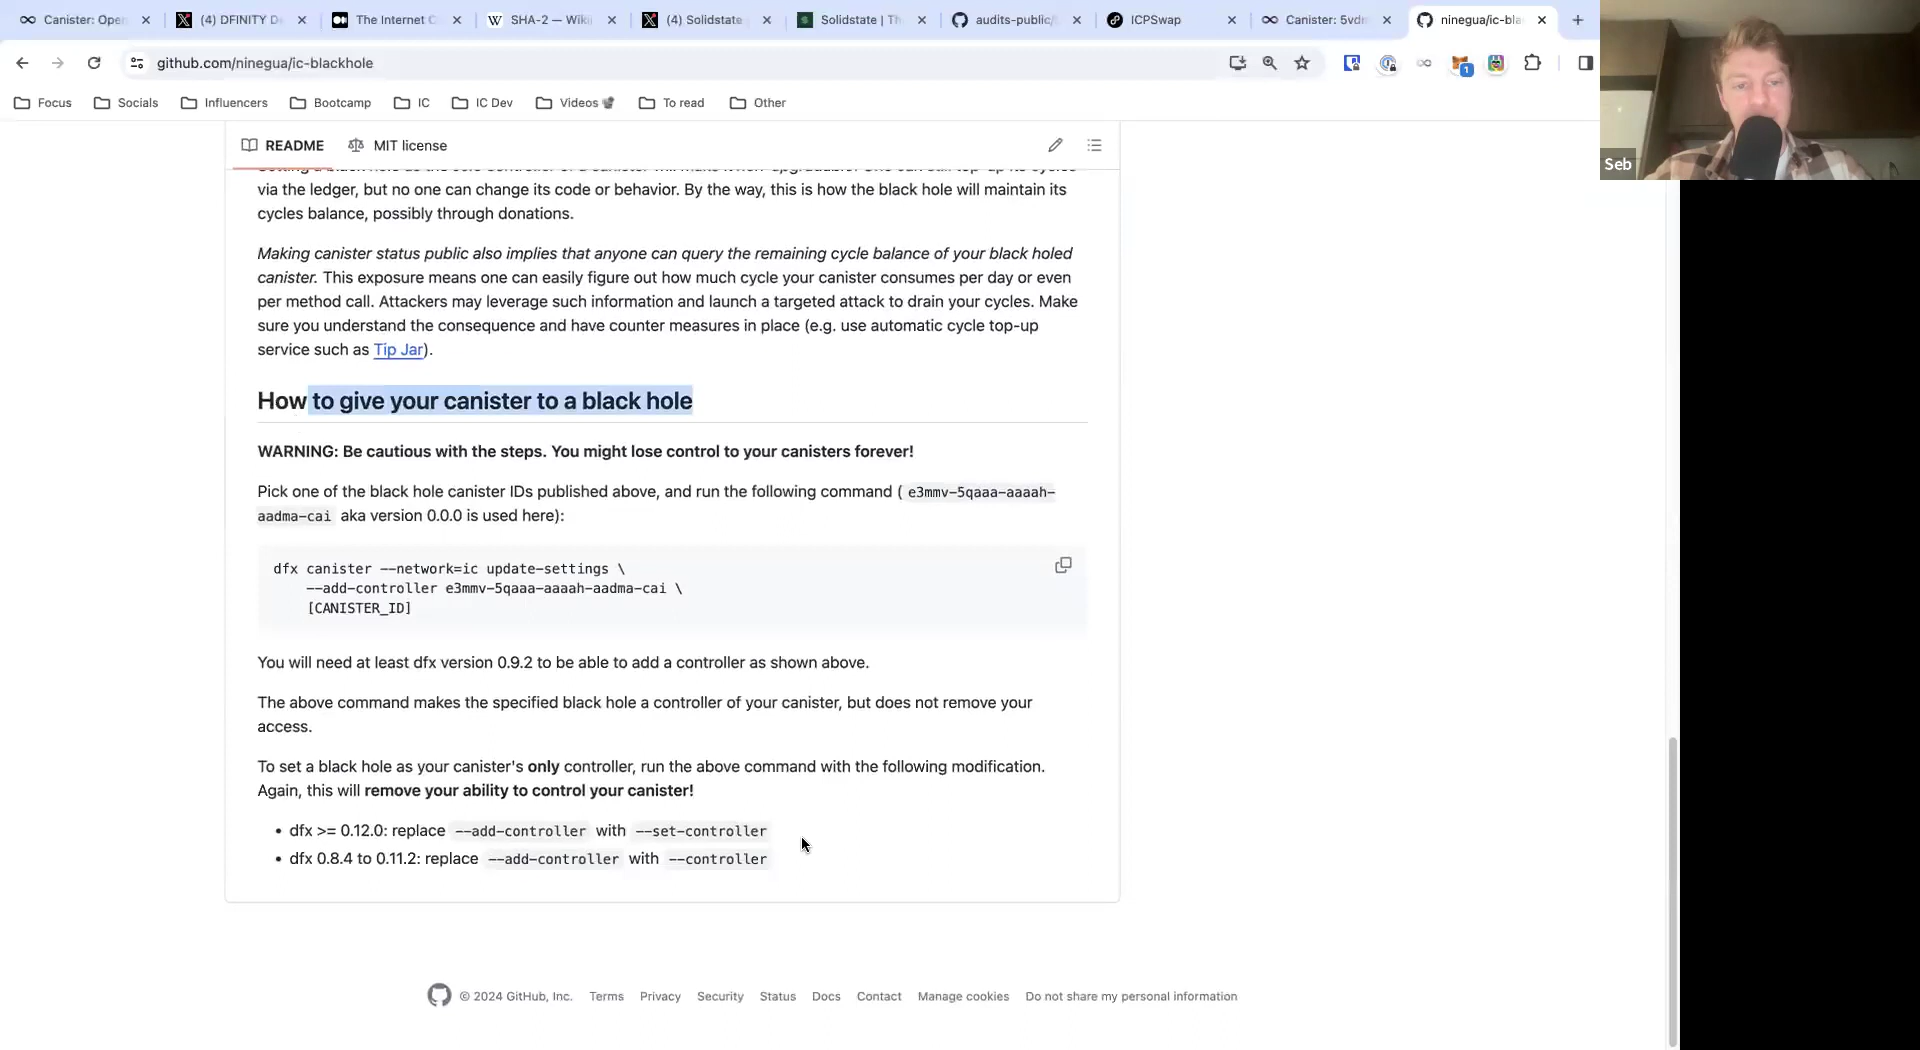 Canister: Open
(4) DFINITY De
The Internet C
SHA-2 — Wiki
(4) Solidstate
Solidstate | Th
audits-public/
ICPSwap
Canister: 5vdm
ninegua/ic-bla
github.com/ninegua/ic-blackhole
1
Focus
Socials
Influencers
Bootcamp
IC
IC Dev
Videos
To read
Other
Seb
README
MIT license
via the ledger, but no one can change its code or behavior. By the way, this is how the black hole will maintain its
cycles balance, possibly through donations.
Making canister status public also implies that anyone can query the remaining cycle balance of your black holed
canister. This exposure means one can easily figure out how much cycle your canister consumes per day or even
per method call. Attackers may leverage such information and launch a targeted attack to drain your cycles. Make
sure you understand the consequence and have counter measures in place (e.g. use automatic cycle top-up
service such as Tip Jar).
How to give your canister to a black hole
WARNING: Be cautious with the steps. You might lose control to your canisters forever!
Pick one of the black hole canister IDs published above, and run the following command ( e3mmv-5qaaa-aaaah-
aadma-cai aka version 0.0.0 is used here):
dfx canister --network=ic update-settings \
--add-controller e3mmv-5qaaa-aaaah-aadma-cai \
[CANISTER_ID]
You will need at least dfx version 0.9.2 to be able to add a controller as shown above.
The above command makes the specified black hole a controller of your canister, but does not remove your
access.
To set a black hole as your canister's only controller, run the above command with the following modification.
Again, this will remove your ability to control your canister!
• dfx >= 0.12.0: replace --add-controller with --set-controller
• dfx 0.8.4 to 0.11.2: replace --add-controller with --controller
© 2024 GitHub, Inc. Terms Privacy Security Status Docs Contact Manage cookies Do not share my personal information